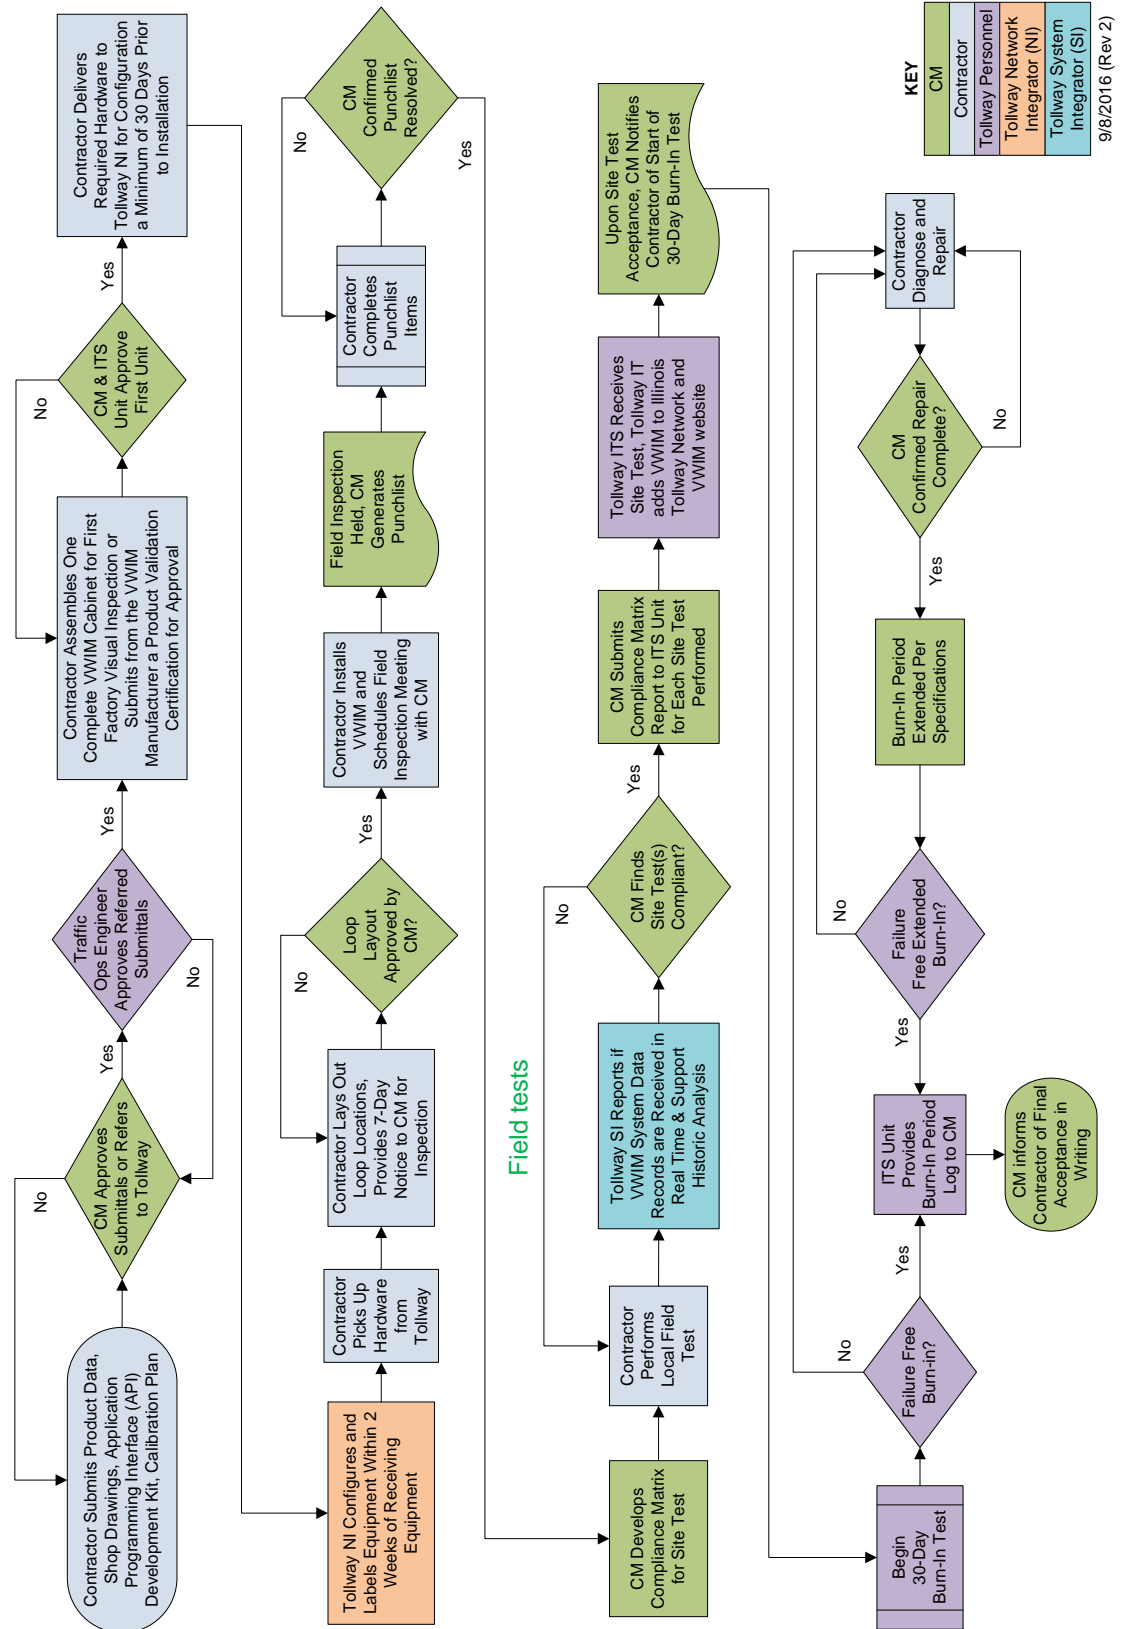 Contractor Submits Product Data,
Shop Drawings, Application
Programming Interface (API)
Development Kit, Calibration Plan
No
CM Approves
Submittals or Refers
to Tollway
Yes
Traffic
Ops Engineer
Approves Referred
Submittals
No
Yes
Contractor Assembles One
Complete VWIM Cabinet for First
Factory Visual Inspection or
Submits from the VWIM
Manufacturer a Product Validation
Certification for Approval
No
CM & ITS
Unit Approve
First Unit
Yes
Contractor Delivers
Required Hardware to
Tollway NI for Configuration
a Minimum of 30 Days Prior
to Installation
Tollway NI Configures and
Labels Equipment Within 2
Weeks of Receiving
Equipment
Contractor
Picks Up
Hardware
from
Tollway
Contractor Lays Out
Loop Locations,
Provides 7-Day
Notice to CM for
Inspection
No
Loop
Layout
Approved by
CM?
Yes
Contractor Installs
VWIM and
Schedules Field
Inspection Meeting
with CM
Field Inspection
Held, CM
Generates
Punchlist
Contractor
Completes
Punchlist
Items
No
CM
Confirmed
Punchlist
Resolved?
Yes
Field tests
CM Develops
Compliance Matrix
for Site Test
Contractor
Performs
Local Field
Test
Tollway SI Reports if
VWIM System Data
Records are Received in
Real Time & Support
Historic Analysis
No
CM Finds
Site Test(s)
Compliant?
Yes
CM Submits
Compliance Matrix
Report to ITS Unit
for Each Site Test
Performed
Tollway ITS Receives
Site Test, Tollway IT
adds VWIM to Illinois
Tollway Network and
VWIM website
Upon Site Test
Acceptance, CM Notifies
Contractor of Start of
30-Day Burn-In Test
Begin
30-Day
Burn-In Test
No
Failure Free
Burn-in?
Yes
ITS Unit
Provides
Burn-In Period
Log to CM
CM informs
Contractor of Final
Acceptance in
Writing
Yes
No
Failure
Free Extended
Burn-In?
Burn-In Period
Extended Per
Specifications
Yes
CM
Confirmed Repair
Complete?
No
Contractor
Diagnose and
Repair
KEY
CM
Contractor
Tollway Personnel
Tollway Network
Integrator (NI)
Tollway System
Integrator (SI)
9/8/2016 (Rev 2)